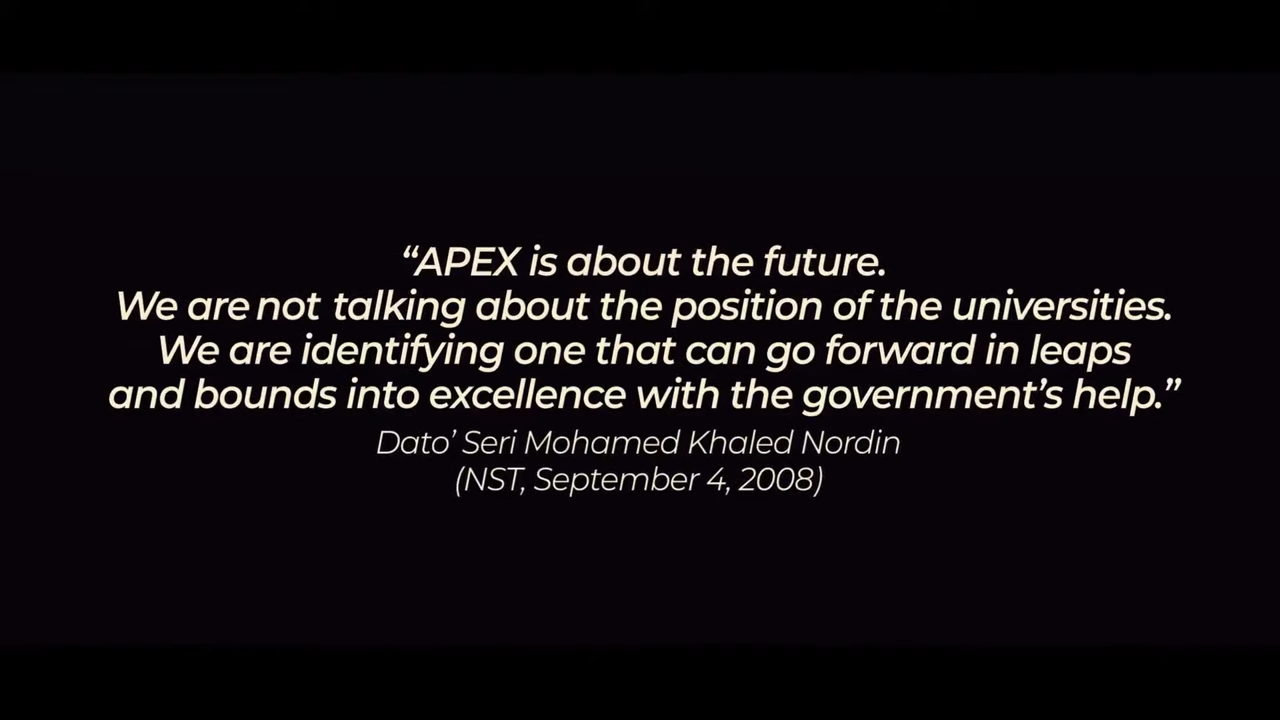 “APEX is about the future.
We are not talking about the position of the universities.
We are identifying one that can go forward in leaps
and bounds into excellence with the government’s help.”
Dato’ Seri Mohamed Khaled Nordin
(NST, September 4, 2008)